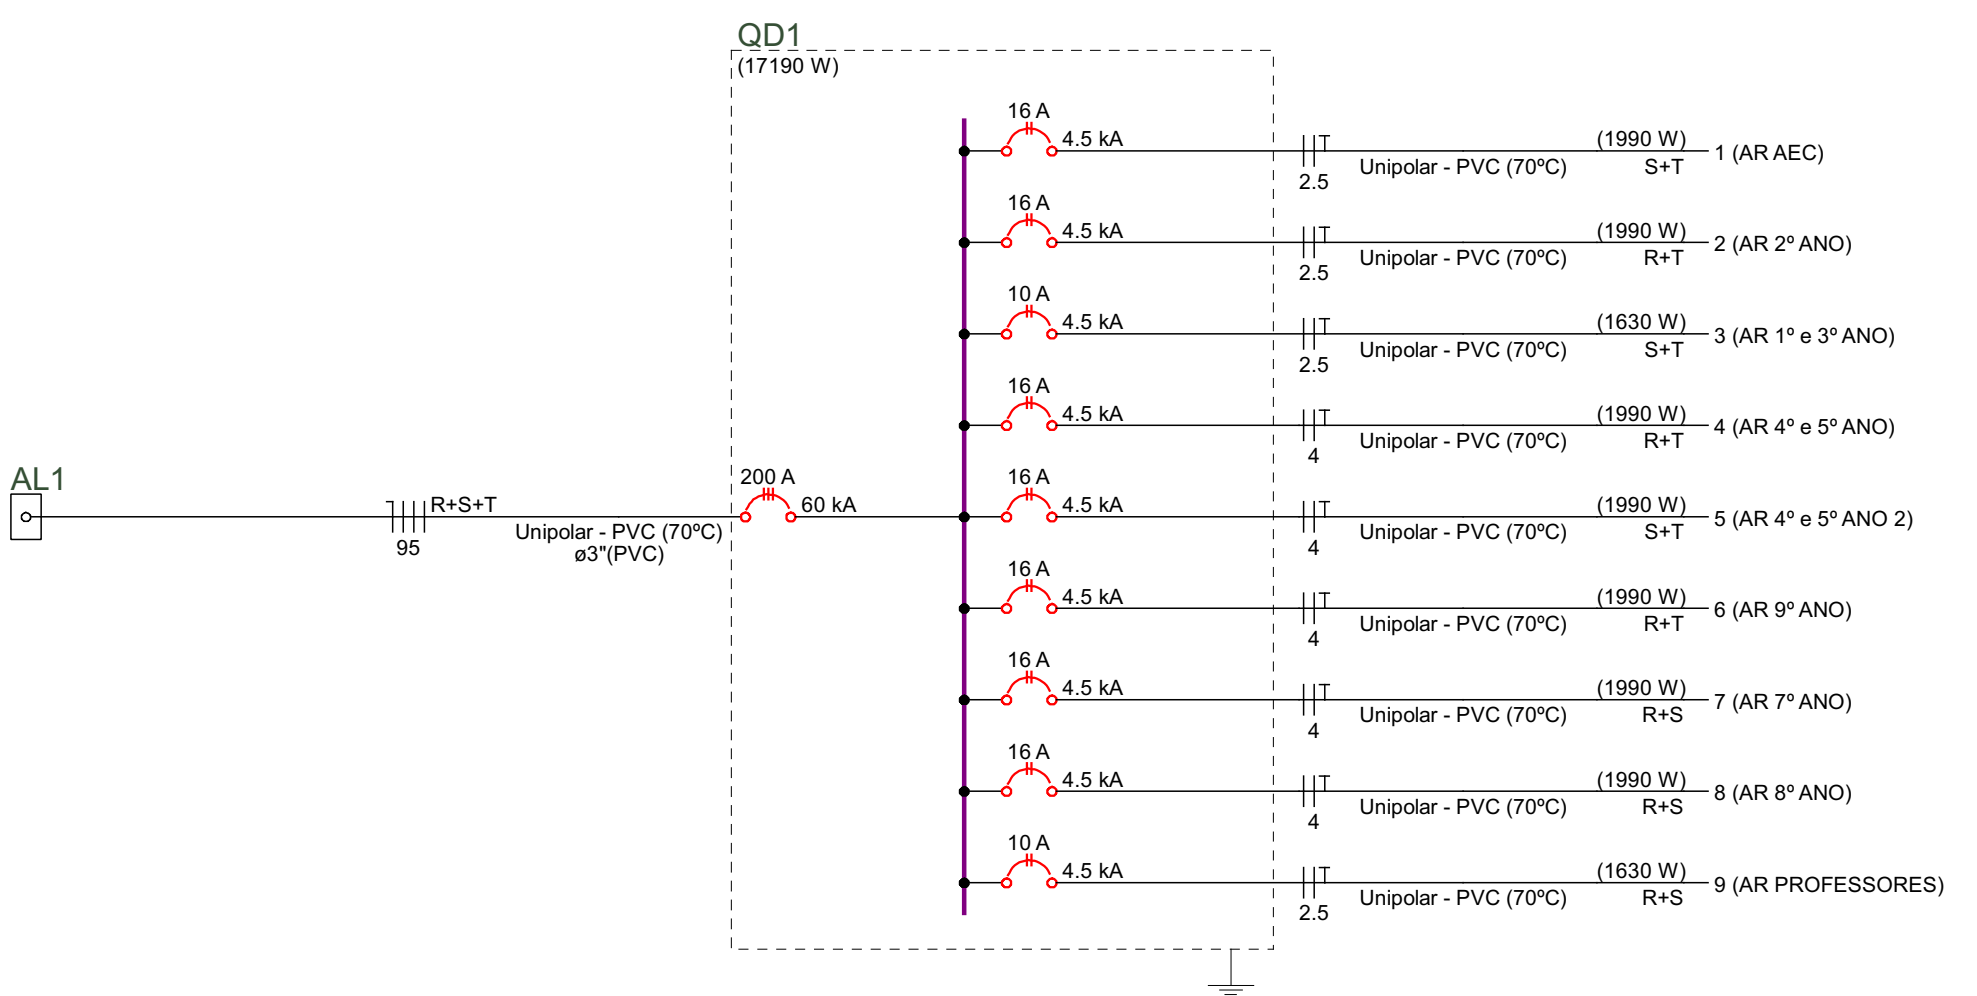 QD1
(17190 W)
16 A
4.5 kA
2.5
Unipolar - PVC (70ºC)
(1990 W)
S+T
1 (AR AEC)
16 A
4.5 kA
2.5
Unipolar - PVC (70ºC)
(1990 W)
R+T
2 (AR 2º ANO)
10 A
4.5 kA
2.5
Unipolar - PVC (70ºC)
(1630 W)
S+T
3 (AR 1º e 3º ANO)
16 A
4.5 kA
4
Unipolar - PVC (70ºC)
(1990 W)
R+T
4 (AR 4º e 5º ANO)
AL1
95
R+S+T
Unipolar - PVC (70ºC)
ø3"(PVC)
200 A
60 kA
16 A
4.5 kA
4
Unipolar - PVC (70ºC)
(1990 W)
S+T
5 (AR 4º e 5º ANO 2)
16 A
4.5 kA
4
Unipolar - PVC (70ºC)
(1990 W)
R+T
6 (AR 9º ANO)
16 A
4.5 kA
4
Unipolar - PVC (70ºC)
(1990 W)
R+S
7 (AR 7º ANO)
16 A
4.5 kA
4
Unipolar - PVC (70ºC)
(1990 W)
R+S
8 (AR 8º ANO)
10 A
4.5 kA
2.5
Unipolar - PVC (70ºC)
(1630 W)
R+S
9 (AR PROFESSORES)